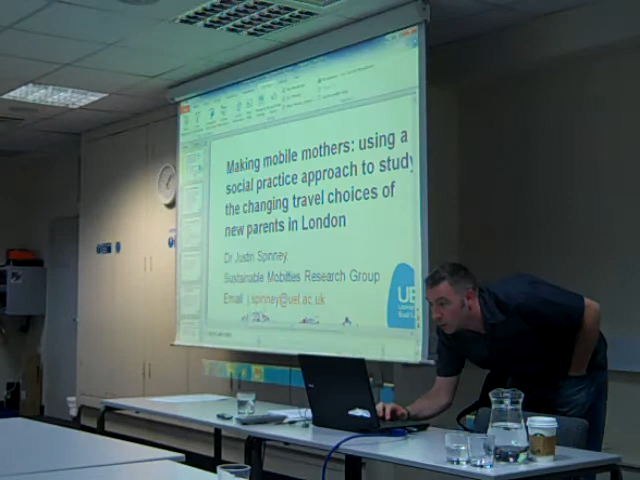 Making mobile mothers: using a
social practice approach to study
the changing travel choices of
new parents in London
Dr Justin Spinney
Sustainable Mobilties Research Group
Email j.spinney@uel.ac.uk
UE